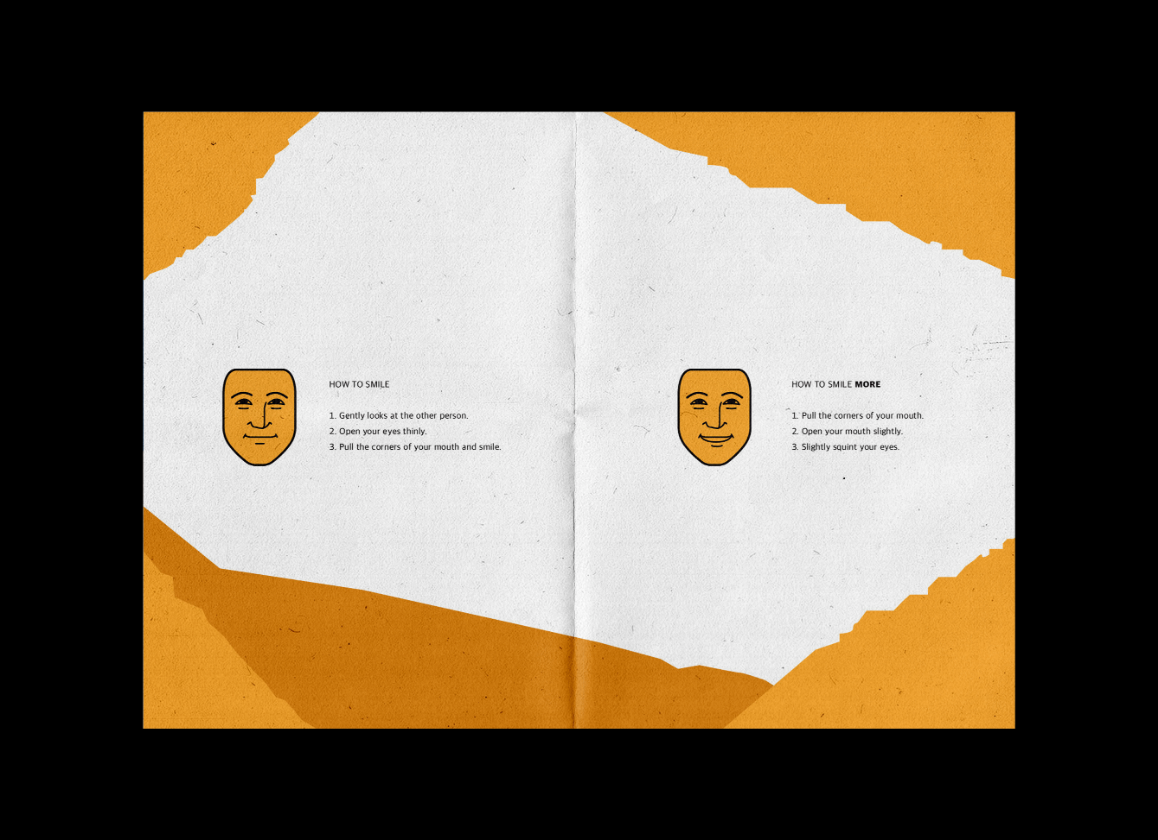 HOW TO SMILE
1. Gently looks at the other person.
2. Open your eyes thinly.
3. Pull the corners of your mouth and smile.
HOW TO SMILE MORE
1. Pull the corners of your mouth.
2. Open your mouth slightly.
3. Slightly squint your eyes.